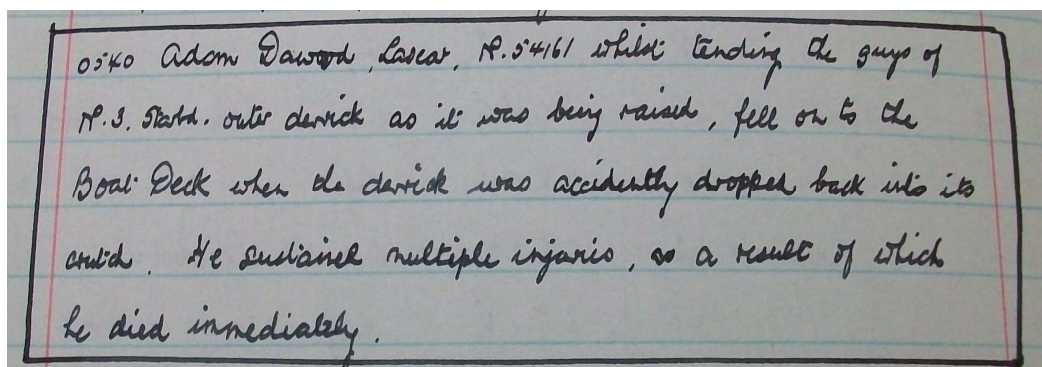 0540 Adam Dawood, Lascar, Nº.54161 whilst tending the guys of
Nº.3. Starbd. outer derrick as it was being raised, fell on to the
Boat Deck when the derrick was accidently dropped back into its
crutch. He sustained multiple injuries, as a result of which
he died immediately.